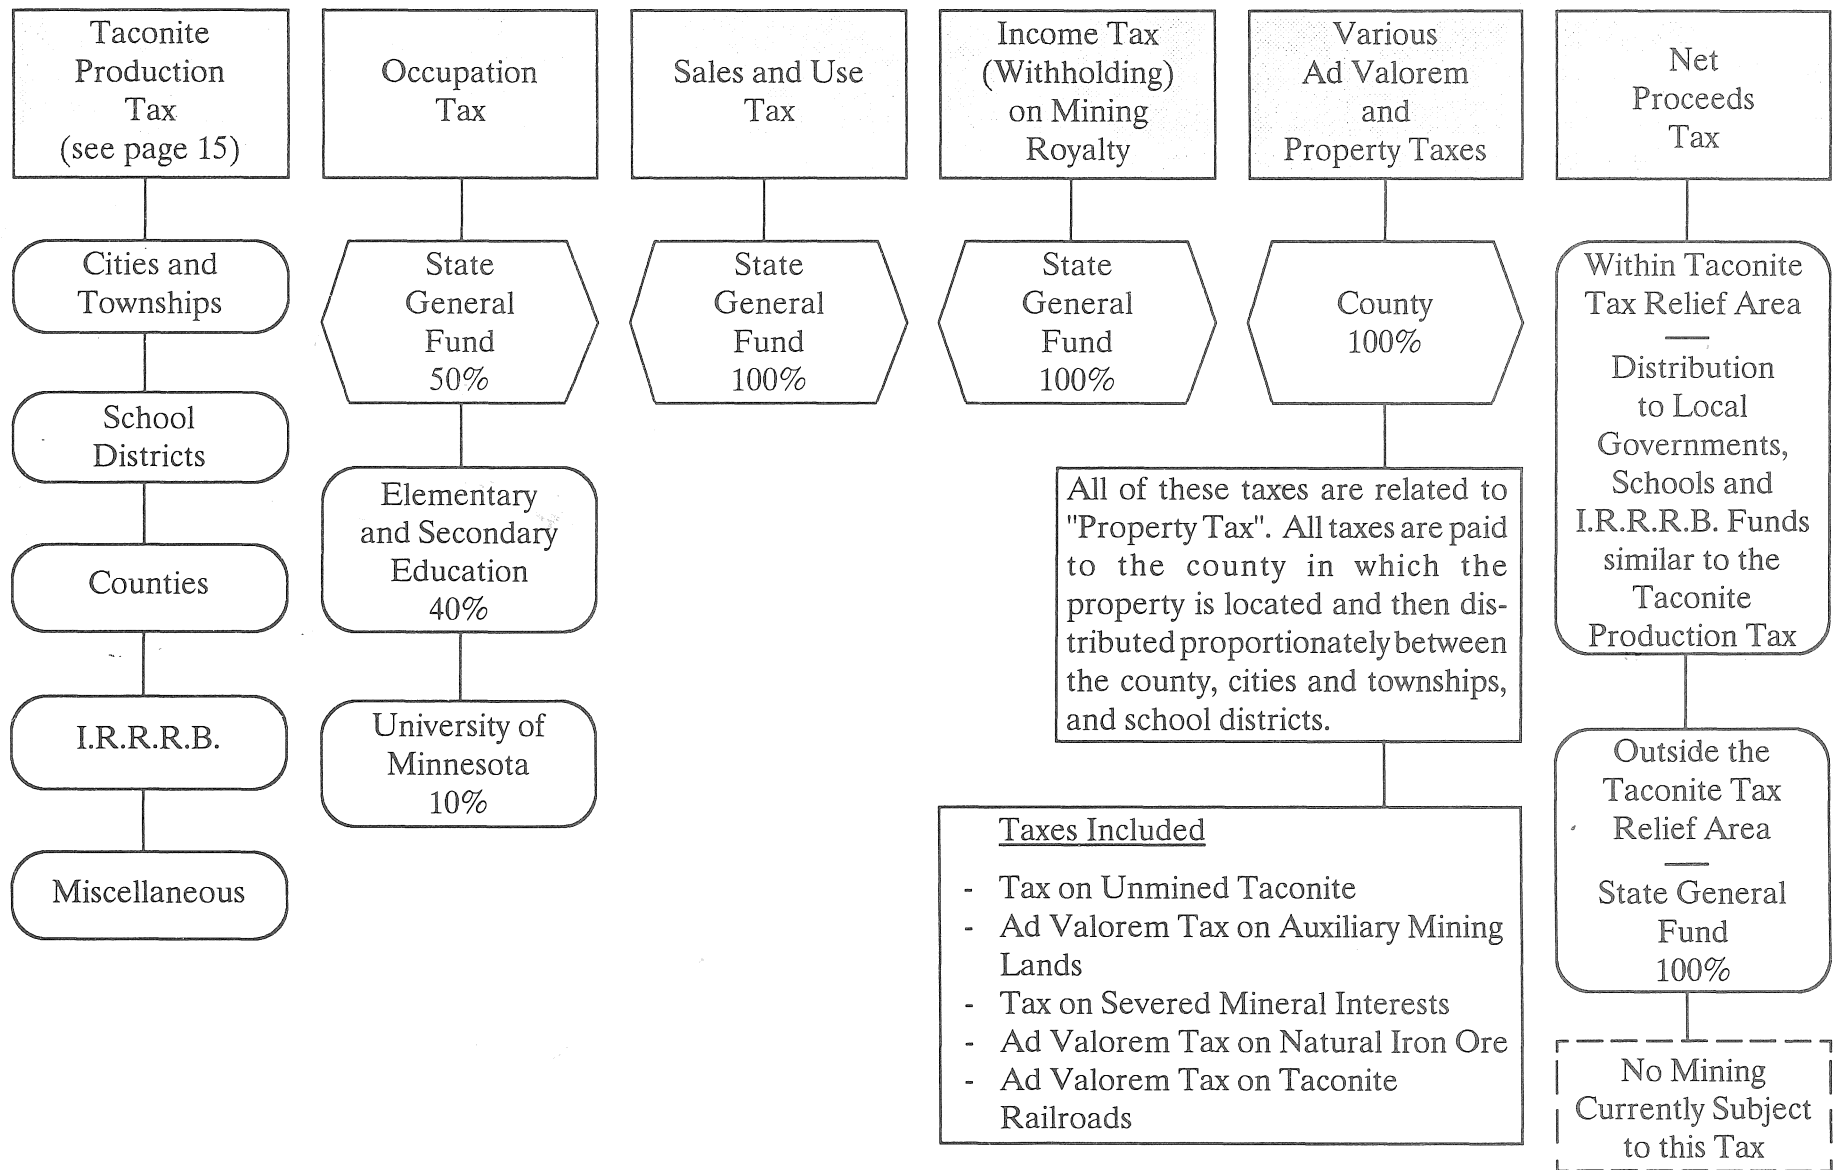 Taconite
Production
Tax
(see page 15)
Cities and
Townships
School
Districts
Counties
I.R.R.R.B.
Miscellaneous
Occupation
Tax
State
General
Fund
50%
Elementary
and Secondary
Education
40%
University of
Minnesota
10%
Sales and Use
Tax
State
General
Fund
100%
Income Tax
(Withholding)
on Mining
Royalty
State
General
Fund
100%
Various
Ad Valorem
and
Property Taxes
County
100%
All of these taxes are related to
"Property Tax". All taxes are paid
to the county in which the
property is located and then dis-
tributed proportionately between
the county, cities and townships,
and school districts.
Taxes Included
- Tax on Unmined Taconite
- Ad Valorem Tax on Auxiliary Mining
Lands
- Tax on Severed Mineral Interests
- Ad Valorem Tax on Natural Iron Ore
- Ad Valorem Tax on Taconite
Railroads
Net
Proceeds
Tax
Within Taconite
Tax Relief Area
Distribution
to Local
Governments,
Schools and
I.R.R.R.B. Funds
similar to the
Taconite
Production Tax
Outside the
Taconite Tax
Relief Area
State General
Fund
100%
No Mining
Currently Subject
to this Tax